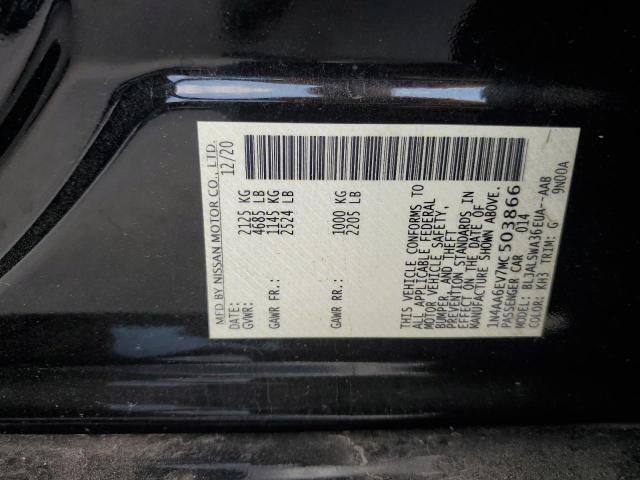 MFD BY NISSAN MOTOR CO., LTD.
DATE: 12/20
GVWR: 2125 KG
4685 LB
GAWR FR.: 1145 KG
2524 LB
GAWR RR.: 1000 KG
2205 LB
THIS VEHICLE CONFORMS TO
ALL APPLICABLE FEDERAL
MOTOR VEHICLE SAFETY,
BUMPER, AND THEFT
PREVENTION STANDARDS IN
EFFECT ON THE DATE OF
MANUFACTURE SHOWN ABOVE.
1N4AA6EV7MC503866
PASSENGER CAR 014
MODEL: BLJALSWA36EUA--AAB
COLOR: KH3 TRIM: G 9N00A